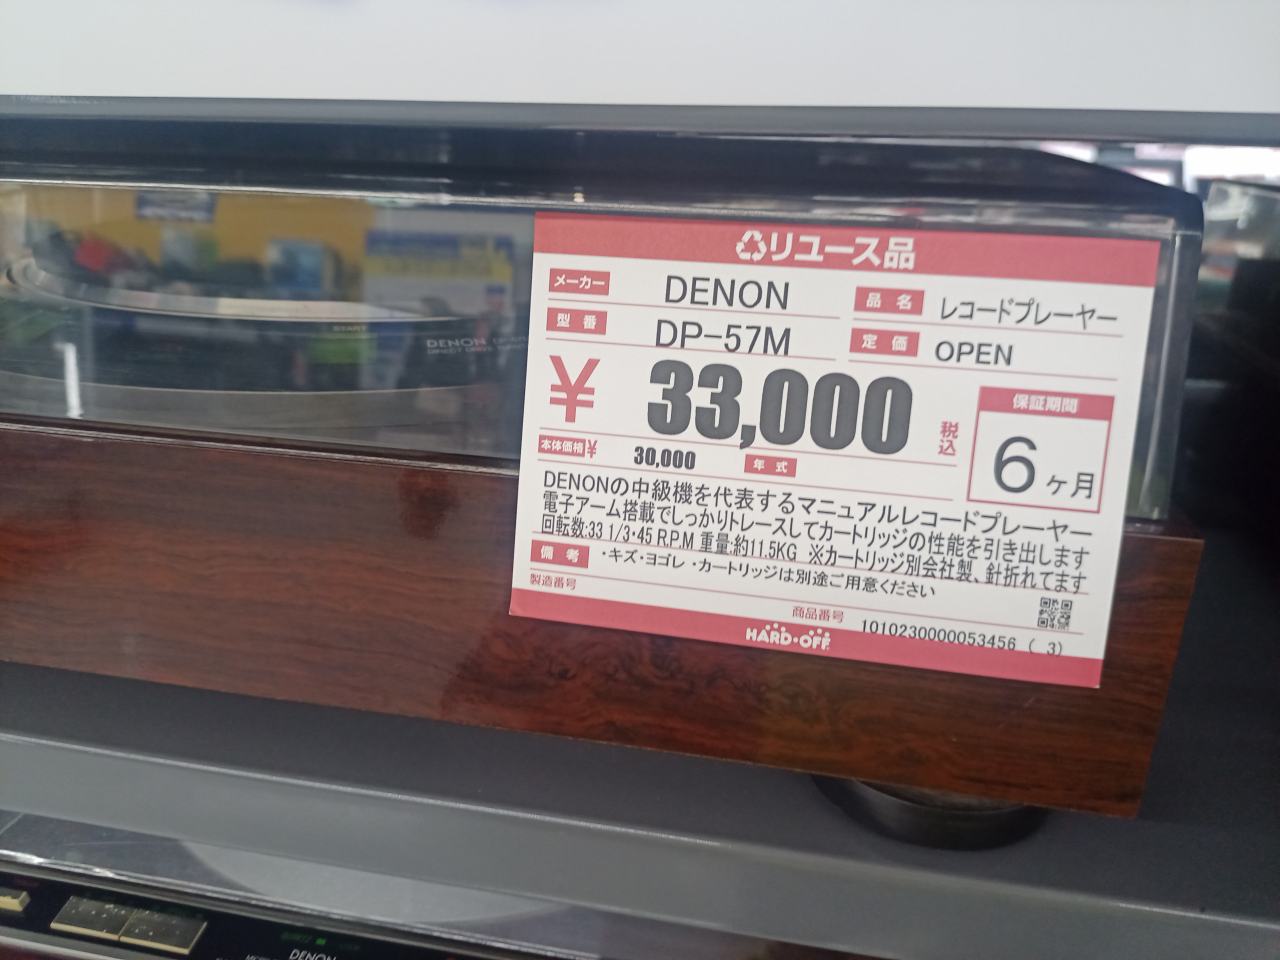 リユース品
メーカー DENON 品名 レコードプレーヤー
型番 DP-57M 定価 OPEN
¥33,000 税込
保証期間
6ヶ月
本体価格¥ 30,000 年式
DENONの中級機を代表するマニュアルレコードプレーヤー
電子アーム搭載でしっかりトレースしてカートリッジの性能を引き出します
回転数:33 1/3・45 R.P.M 重量:約11.5KG ※カートリッジ別会社製、針折れてます
備考 ・キズ・ヨゴレ ・カートリッジは別途ご用意ください
製造番号
商品番号 1010230000053456 ( 3)
HARD・OFF
START
DENON
DIRECT DRIVE
DENON